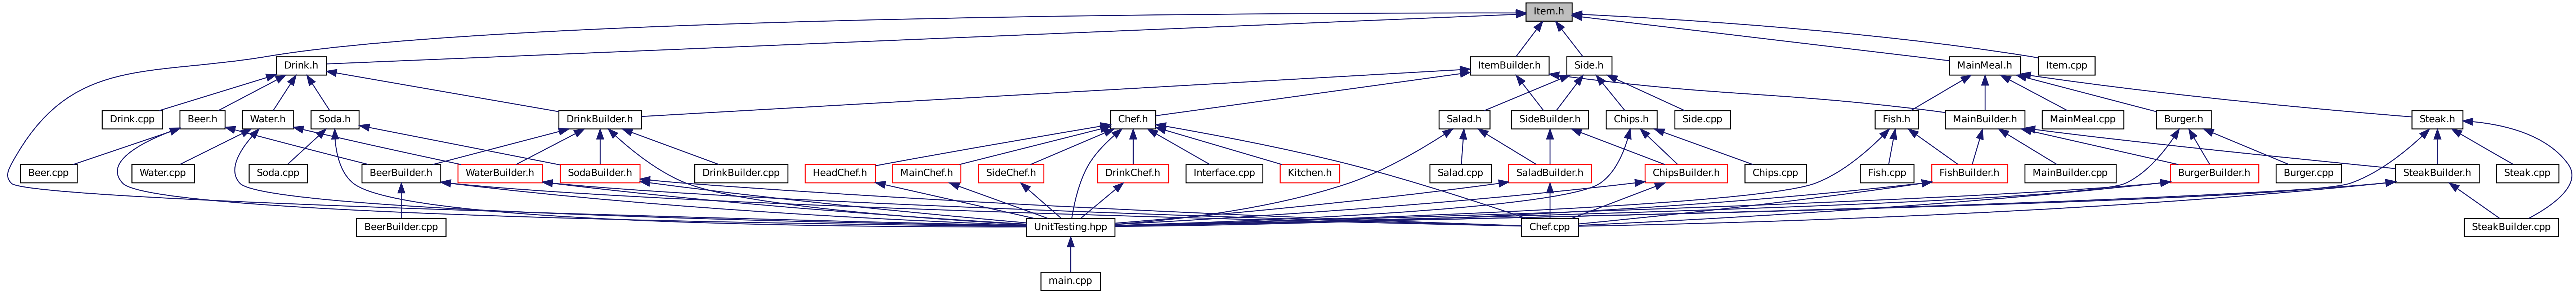 Item.h
Drink.h
ItemBuilder.h
Side.h
MainMeal.h
Item.cpp
Drink.cpp
Beer.h
Water.h
Soda.h
DrinkBuilder.h
Chef.h
Salad.h
SideBuilder.h
Chips.h
Side.cpp
Fish.h
MainBuilder.h
MainMeal.cpp
Burger.h
Steak.h
Beer.cpp
Water.cpp
Soda.cpp
BeerBuilder.h
WaterBuilder.h
SodaBuilder.h
DrinkBuilder.cpp
HeadChef.h
MainChef.h
SideChef.h
DrinkChef.h
Interface.cpp
Kitchen.h
Salad.cpp
SaladBuilder.h
ChipsBuilder.h
Chips.cpp
Fish.cpp
FishBuilder.h
MainBuilder.cpp
BurgerBuilder.h
Burger.cpp
SteakBuilder.h
Steak.cpp
BeerBuilder.cpp
UnitTesting.hpp
Chef.cpp
SteakBuilder.cpp
main.cpp